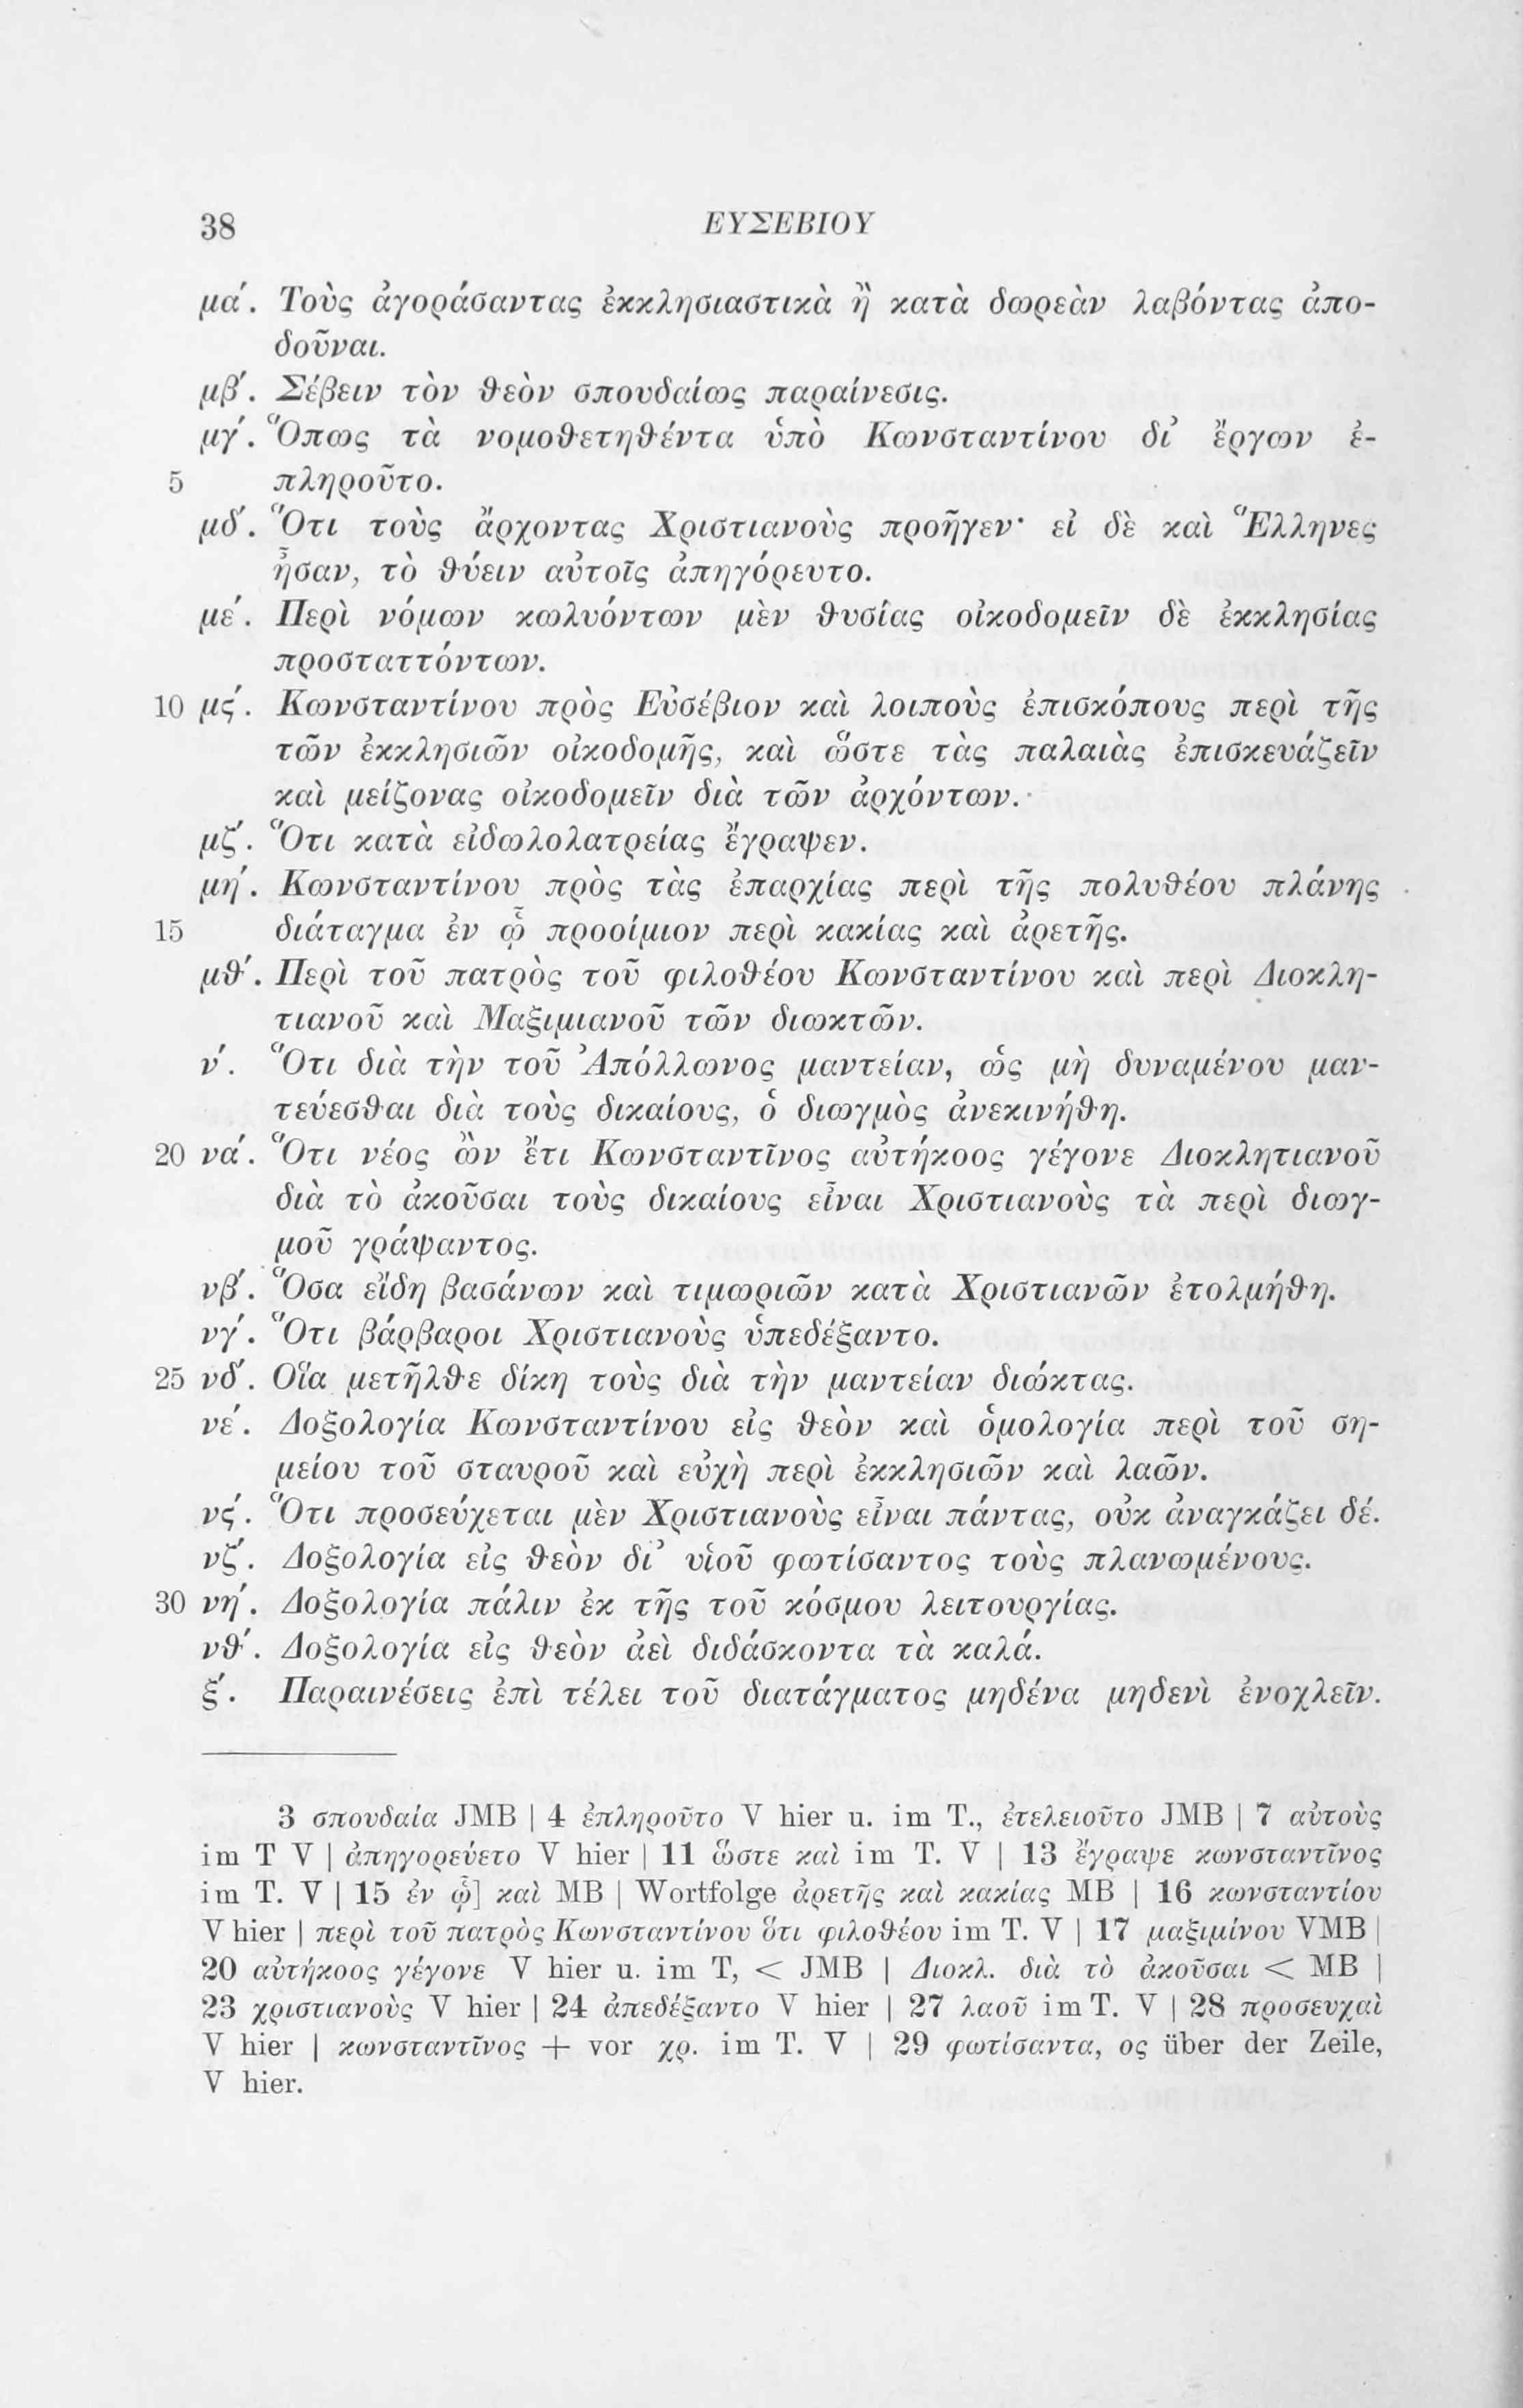 38 ΕΥΣΕΒΙΟΥ
μα΄. Τοὺς ἀγοράσαντας ἐκκλησιαστικὰ ἢ κατὰ δωρεὰν λαβόντας ἀπο-
δοῦναι.
μβ΄. Σέβειν τὸν θεὸν σπουδαίως παραίνεσις.
μγ΄. Ὅπως τὰ νομοθετηθέντα ὑπὸ Κωνσταντίνου δι᾽ ἔργων ἐ-
5 πληροῦτο.
μδ΄. Ὅτι τοὺς ἄρχοντας Χριστιανοὺς προῆγεν· εἰ δὲ καὶ Ἕλληνες
ἦσαν, τὸ θύειν αὐτοῖς ἀπηγόρευτο.
με΄. Περὶ νόμων κωλυόντων μὲν θυσίας οἰκοδομεῖν δὲ ἐκκλησίας
προσταττόντων.
10 μς΄. Κωνσταντίνου πρὸς Εὐσέβιον καὶ λοιποὺς ἐπισκόπους περὶ τῆς
τῶν ἐκκλησιῶν οἰκοδομῆς, καὶ ὥστε τὰς παλαιὰς ἐπισκευάζεῖν
καὶ μείζονας οἰκοδομεῖν διὰ τῶν ἀρχόντων.
μζ΄. Ὅτι κατὰ εἰδωλολατρείας ἔγραψεν.
μη΄. Κωνσταντίνου πρὸς τὰς ἐπαρχίας περὶ τῆς πολυθέου πλάνης
15 διάταγμα ἐν ᾧ προοίμιον περὶ κακίας καὶ ἀρετῆς.
μθ΄. Περὶ τοῦ πατρὸς τοῦ φιλοθέου Κωνσταντίνου καὶ περὶ Διοκλη-
τιανοῦ καὶ Μαξιμιανοῦ τῶν διωκτῶν.
ν΄. Ὅτι διὰ τὴν τοῦ Ἀπόλλωνος μαντείαν, ὡς μὴ δυναμένου μαν-
τεύεσθαι διὰ τοὺς δικαίους, ὁ διωγμὸς ἀνεκινήθη.
20 να΄. Ὅτι νέος ὢν ἔτι Κωνσταντῖνος αὐτήκοος γέγονε Διοκλητιανοῦ
διὰ τὸ ἀκοῦσαι τοὺς δικαίους εἶναι Χριστιανοὺς τὰ περὶ διωγ-
μοῦ γράψαντος.
νβ΄. Ὅσα εἴδη βασάνων καὶ τιμωριῶν κατὰ Χριστιανῶν ἐτολμήθη.
νγ΄. Ὅτι βάρβαροι Χριστιανοὺς ὑπεδέξαντο.
25 νδ΄. Οἵα μετῆλθε δίκη τοὺς διὰ τὴν μαντείαν διώκτας.
νε΄. Δοξολογία Κωνσταντίνου εἰς θεὸν καὶ ὁμολογία περὶ τοῦ ση-
μείου τοῦ σταυροῦ καὶ εὐχὴ περὶ ἐκκλησιῶν καὶ λαῶν.
νς΄. Ὅτι προσεύχεται μὲν Χριστιανοὺς εἶναι πάντας, οὐκ ἀναγκάζει δέ.
νζ΄. Δοξολογία εἰς θεὸν δι᾽ υἱοῦ φωτίσαντος τοὺς πλανωμένους.
30 νη΄. Δοξολογία πάλιν ἐκ τῆς τοῦ κόσμου λειτουργίας.
νθ΄. Δοξολογία εἰς θεὸν ἀεὶ διδάσκοντα τὰ καλά.
ξ΄. Παραινέσεις ἐπὶ τέλει τοῦ διατάγματος μηδένα μηδενὶ ἐνοχλεῖν.
3 σπουδαία JMB | 4 ἐπληροῦτο V hier u. im T., ἐτελειοῦτο JMB | 7 αὐτοὺς
im T V | ἀπηγορεύετο V hier | 11 ὥστε καὶ im T. V | 13 ἔγραψε κωνσταντῖνος
im T. V | 15 ἐν ᾧ] καὶ MB | Wortfolge ἀρετῆς καὶ κακίας MB | 16 κωνσταντίου
V hier | περὶ τοῦ πατρὸς Κωνσταντίνου ὅτι φιλοθέου im T. V | 17 μαξιμίνου VMB |
20 αὐτήκοος γέγονε V hier u. im T, < JMB | Διοκλ. διὰ τὸ ἀκοῦσαι < MB |
23 χριστιανοὺς V hier | 24 ἀπεδέξαντο V hier | 27 λαοῦ im T. V | 28 προσευχαὶ
V hier | κωνσταντῖνος + vor χρ. im T. V | 29 φωτίσαντα, ος über der Zeile,
V hier.